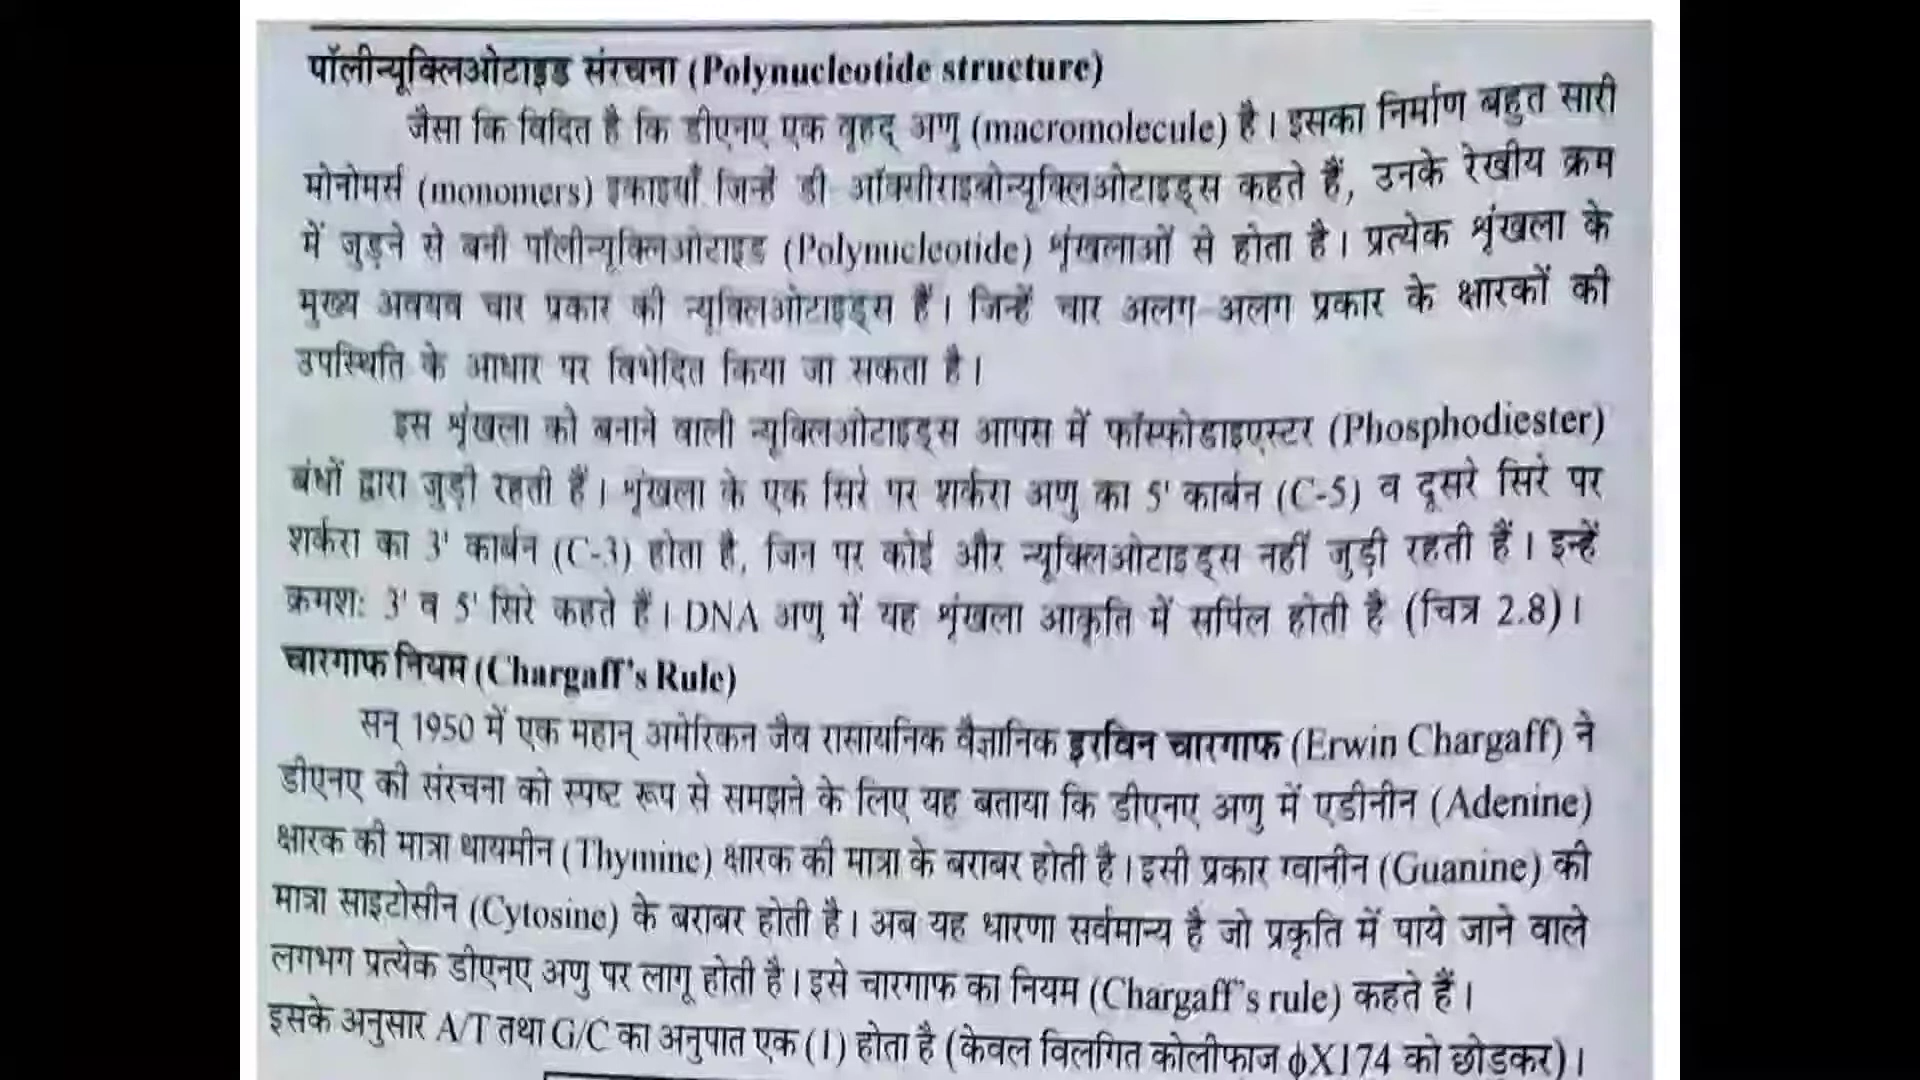 पॉलीन्यूक्लिओटाइड संरचना (Polynucleotide structure)
जैसा कि विदित है कि डीएनए एक वृहद् अणु (macromolecule) है। इसका निर्माण बहुत सारी
मोनोमर्स (monomers) इकाइयाँ जिन्हें डी ऑक्सीराइबोन्यूक्लिओटाइड्स कहते हैं, उनके रेखीय क्रम
में जुड़ने से बनी पॉलीन्यूक्लिओटाइड (Polynucleotide) शृंखलाओं से होता है। प्रत्येक शृंखला के
मुख्य अवयव चार प्रकार की न्यूक्लिओटाइड्स हैं। जिन्हें चार अलग-अलग प्रकार के क्षारकों की
उपस्थिति के आधार पर विभेदित किया जा सकता है।
इस शृंखला को बनाने वाली न्यूक्लिओटाइड्स आपस में फॉस्फोडाइएस्टर (Phosphodiester)
बंधों द्वारा जुड़ी रहती हैं। शृंखला के एक सिरे पर शर्करा अणु का 5' कार्बन (C-5) व दूसरे सिरे पर
शर्करा का 3' कार्बन (C-3) होता है, जिन पर कोई और न्यूक्लिओटाइड्स नहीं जुड़ी रहती हैं। इन्हें
क्रमश: 3' व 5' सिरे कहते हैं। DNA अणु में यह शृंखला आकृति में सर्पिल होती है (चित्र 2.8)।
चारगाफ नियम (Chargaff's Rule)
सन् 1950 में एक महान् अमेरिकन जैव रासायनिक वैज्ञानिक इरविन चारगाफ (Erwin Chargaff) ने
डीएनए की संरचना को स्पष्ट रूप से समझने के लिए यह बताया कि डीएनए अणु में एडीनीन (Adenine)
क्षारक की मात्रा थायमीन (Thymine) क्षारक की मात्रा के बराबर होती है। इसी प्रकार ग्वानीन (Guanine) की
मात्रा साइटोसीन (Cytosine) के बराबर होती है। अब यह धारणा सर्वमान्य है जो प्रकृति में पाये जाने वाले
लगभग प्रत्येक डीएनए अणु पर लागू होती है। इसे चारगाफ का नियम (Chargaff's rule) कहते हैं।
इसके अनुसार A/T तथा G/C का अनुपात एक (1) होता है (केवल विलगित कोलीफाज ϕX174 को छोड़कर)।